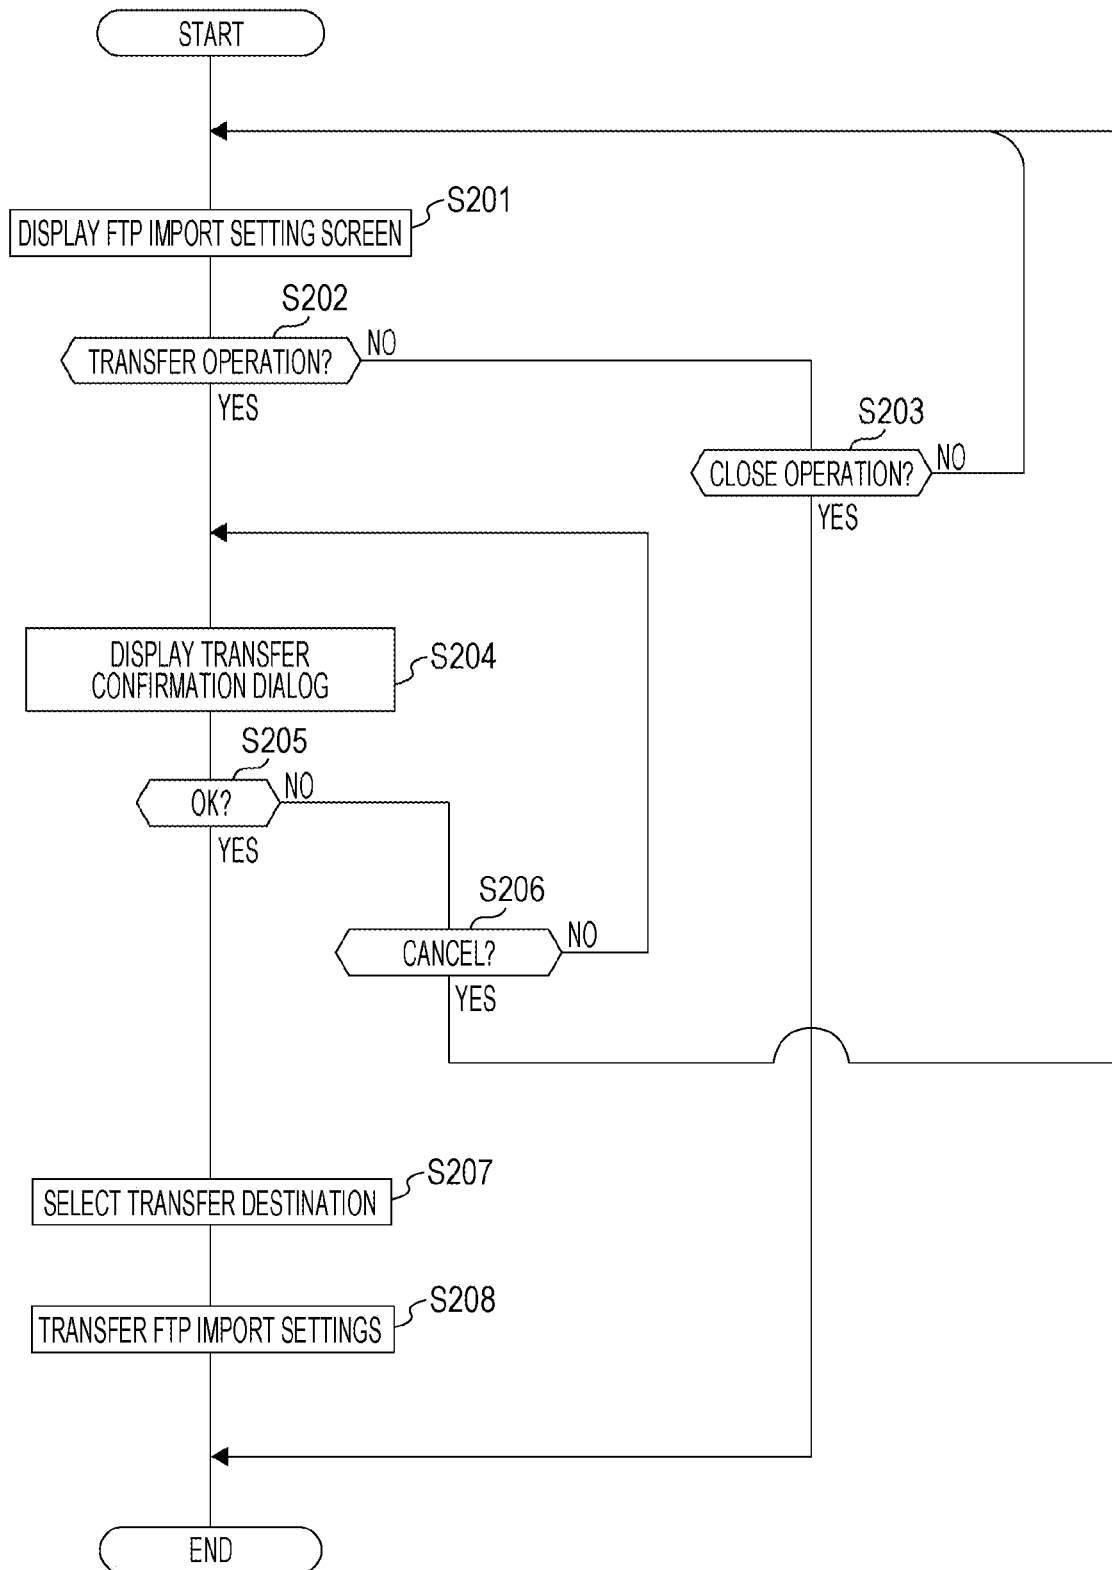 START
S201
DISPLAY FTP IMPORT SETTING SCREEN
S202
TRANSFER OPERATION?
NO
YES
S203
CLOSE OPERATION?
NO
YES
DISPLAY TRANSFER
CONFIRMATION DIALOG
S204
S205
OK?
NO
YES
S206
CANCEL?
NO
YES
S207
SELECT TRANSFER DESTINATION
S208
TRANSFER FTP IMPORT SETTINGS
END